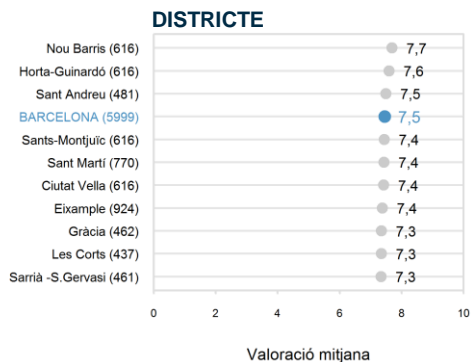 DISTRICTE
Nou Barris (616) 7,7
Horta-Guinardó (616) 7,6
Sant Andreu (481) 7,5
BARCELONA (5999) 7,5
Sants-Montjuïc (616) 7,4
Sant Martí (770) 7,4
Ciutat Vella (616) 7,4
Eixample (924) 7,4
Gràcia (462) 7,3
Les Corts (437) 7,3
Sarrià -S.Gervasi (461) 7,3
0 2 4 6 8 10
Valoració mitjana